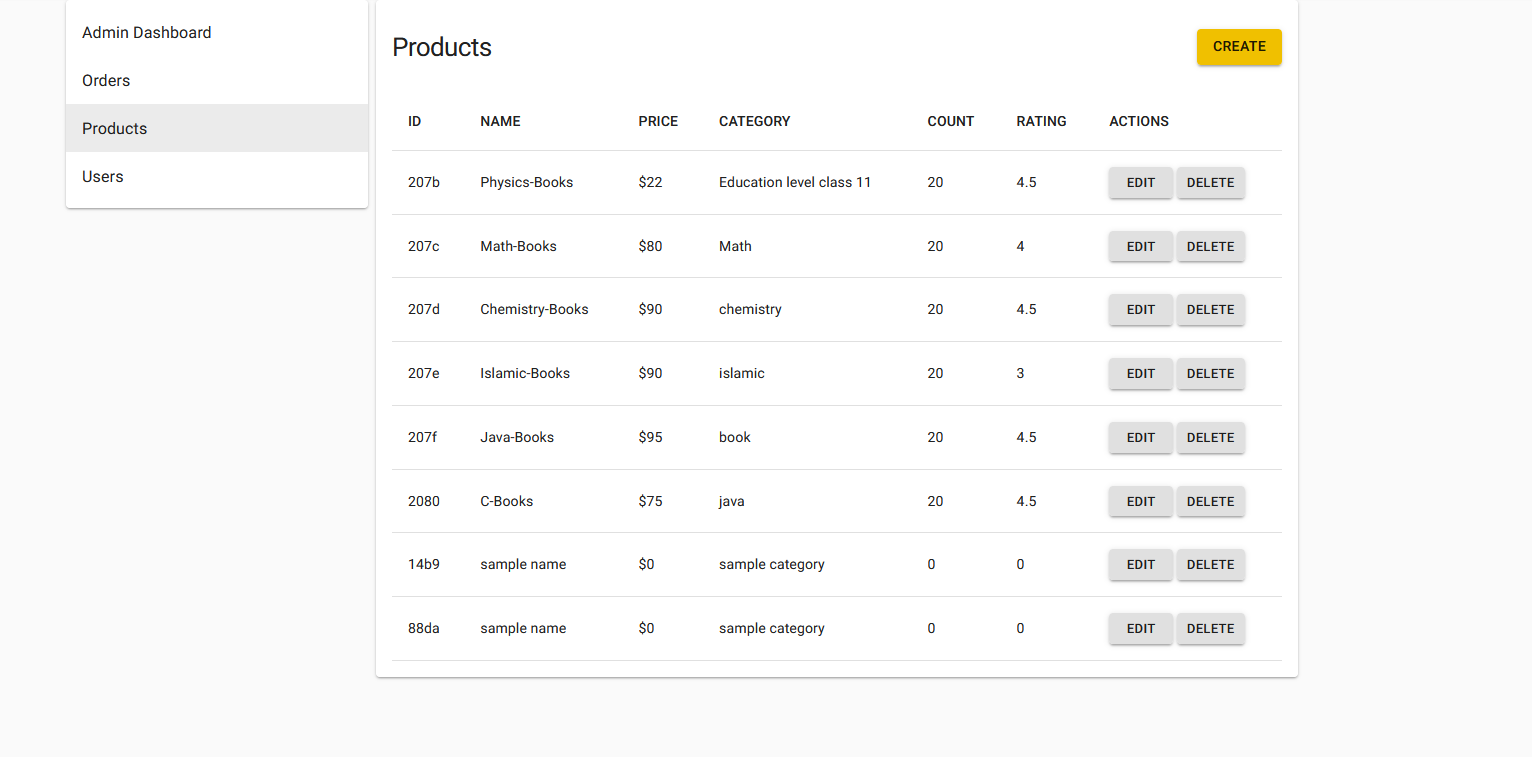 Admin Dashboard
Orders
Products
Users
Products
CREATE
ID NAME PRICE CATEGORY COUNT RATING ACTIONS
207b Physics-Books $22 Education level class 11 20 4.5 EDIT DELETE
207c Math-Books $80 Math 20 4 EDIT DELETE
207d Chemistry-Books $90 chemistry 20 4.5 EDIT DELETE
207e Islamic-Books $90 islamic 20 3 EDIT DELETE
207f Java-Books $95 book 20 4.5 EDIT DELETE
2080 C-Books $75 java 20 4.5 EDIT DELETE
14b9 sample name $0 sample category 0 0 EDIT DELETE
88da sample name $0 sample category 0 0 EDIT DELETE